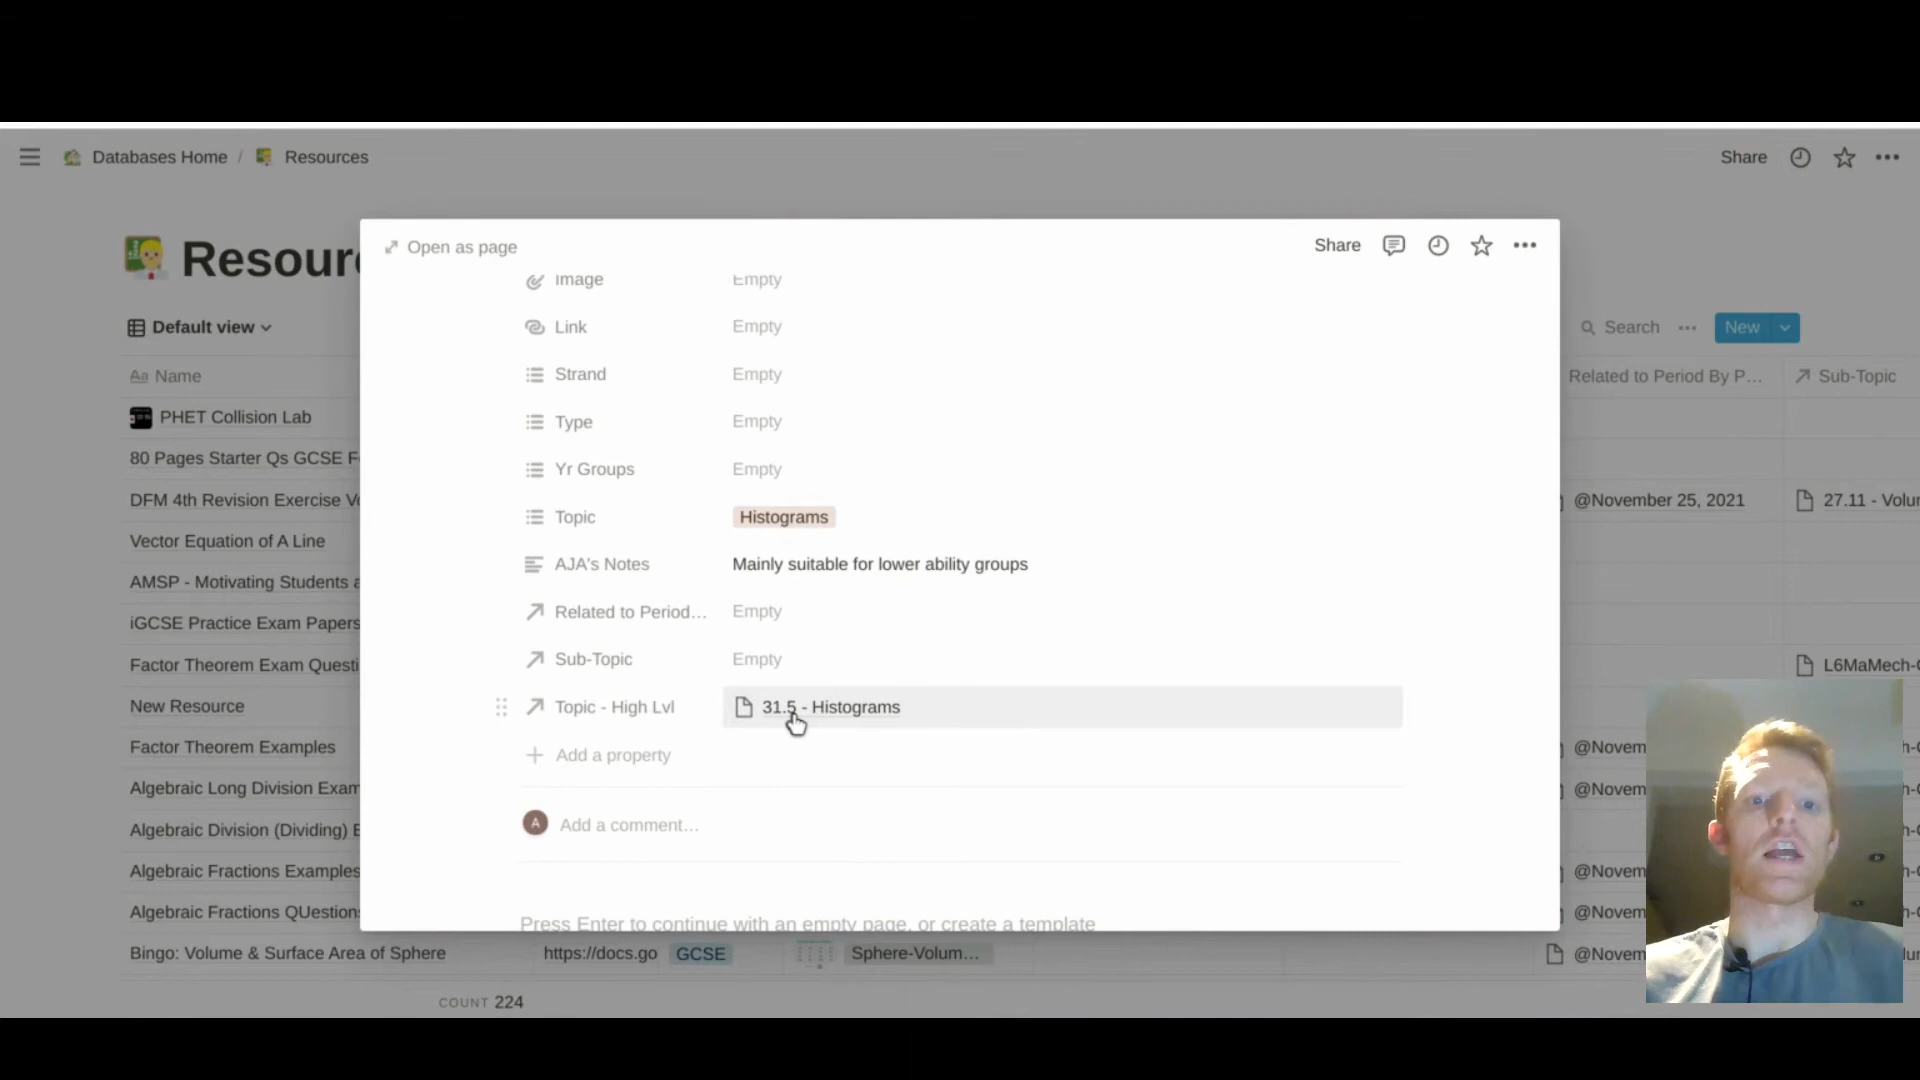 Databases Home / Resources
Share
Open as page
Share
Resour
Image Empty
Default view
Link Empty
Search
New
Aa Name
Strand Empty
Related to Period By P...
Sub-Topic
PHET Collision Lab
Type Empty
80 Pages Starter Qs GCSE F
Yr Groups Empty
DFM 4th Revision Exercise
Topic Histograms
@November 25, 2021
27.11 - Volu
Vector Equation of A Line
AJA's Notes Mainly suitable for lower ability groups
AMSP - Motivating Students
Related to Period... Empty
iGCSE Practice Exam Papers
Sub-Topic Empty
Factor Theorem Exam Questi
L6MaMech-
New Resource
Topic - High Lvl 31.5 - Histograms
Factor Theorem Examples
Add a property
@Novem
Algebraic Long Division Exam
@Novem
Add a comment...
Algebraic Division (Dividing)
Algebraic Fractions Examples
@Novem
Algebraic Fractions QUestion
Press Enter to continue with an empty page, or create a template
@Novem
Bingo: Volume & Surface Area of Sphere https://docs.go GCSE Sphere-Volum... @Novem
COUNT 224
A